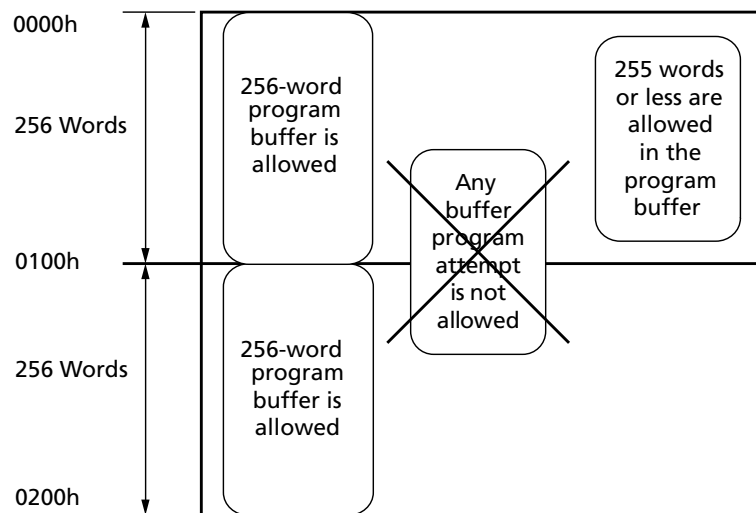 0000h
256 Words
0100h
256 Words
0200h
256-word
program
buffer is
allowed
256-word
program
buffer is
allowed
Any
buffer
program
attempt
is not
allowed
255 words
or less are
allowed
in the
program
buffer